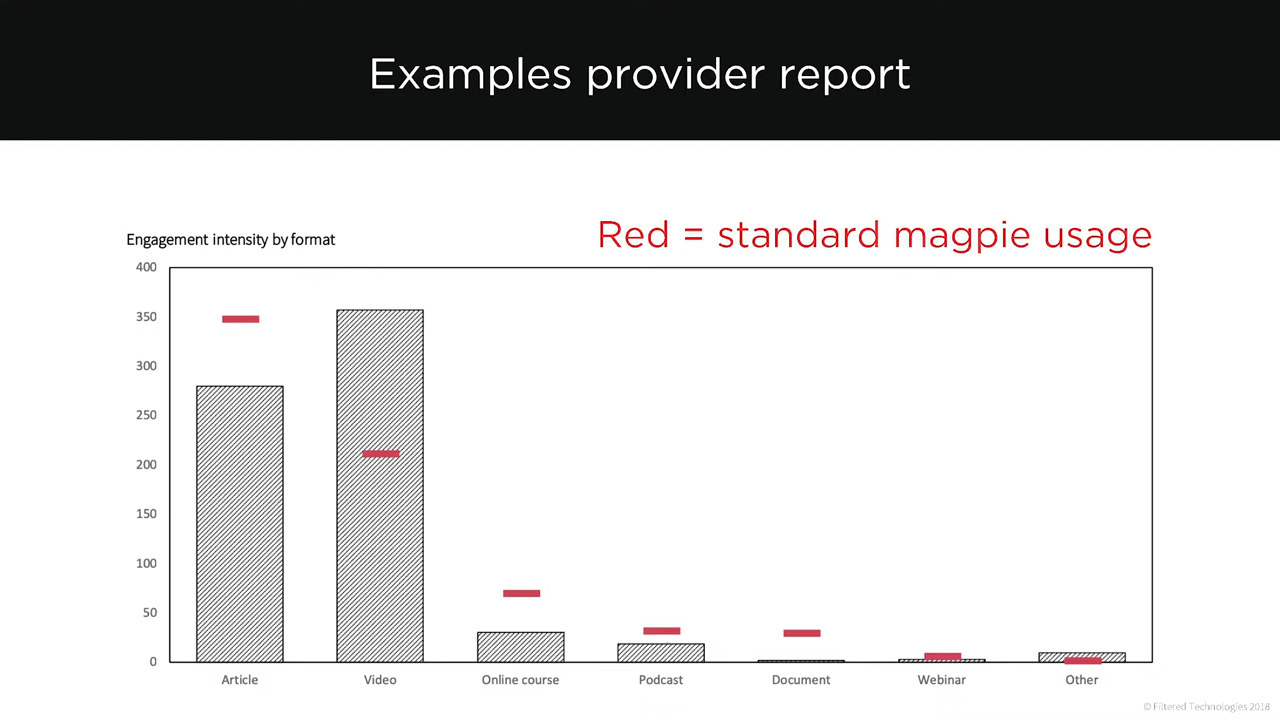 Examples provider report
Engagement intensity by format
Red = standard magpie usage
400
350
300
250
200
150
100
50
0
Article Video Online course Podcast Document Webinar Other
© Filtered Technologies 2018